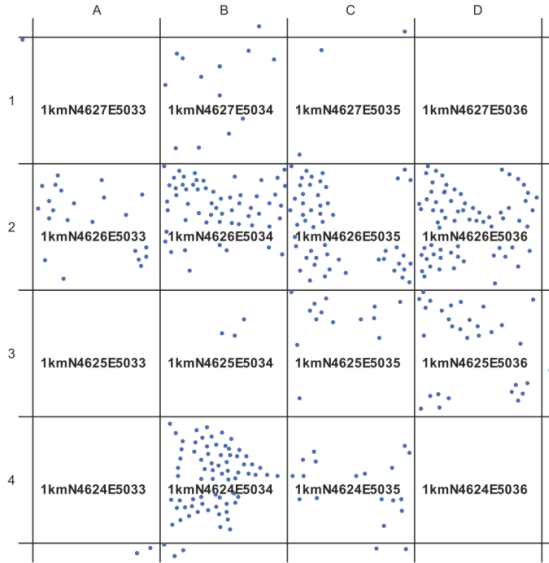 A B C D
1 1kmN4627E5033 1kmN4627E5034 1kmN4627E5035 1kmN4627E5036
2 1kmN4626E5033 1kmN4626E5034 1kmN4626E5035 1kmN4626E5036
3 1kmN4625E5033 1kmN4625E5034 1kmN4625E5035 1kmN4625E5036
4 1kmN4624E5033 1kmN4624E5034 1kmN4624E5035 1kmN4624E5036